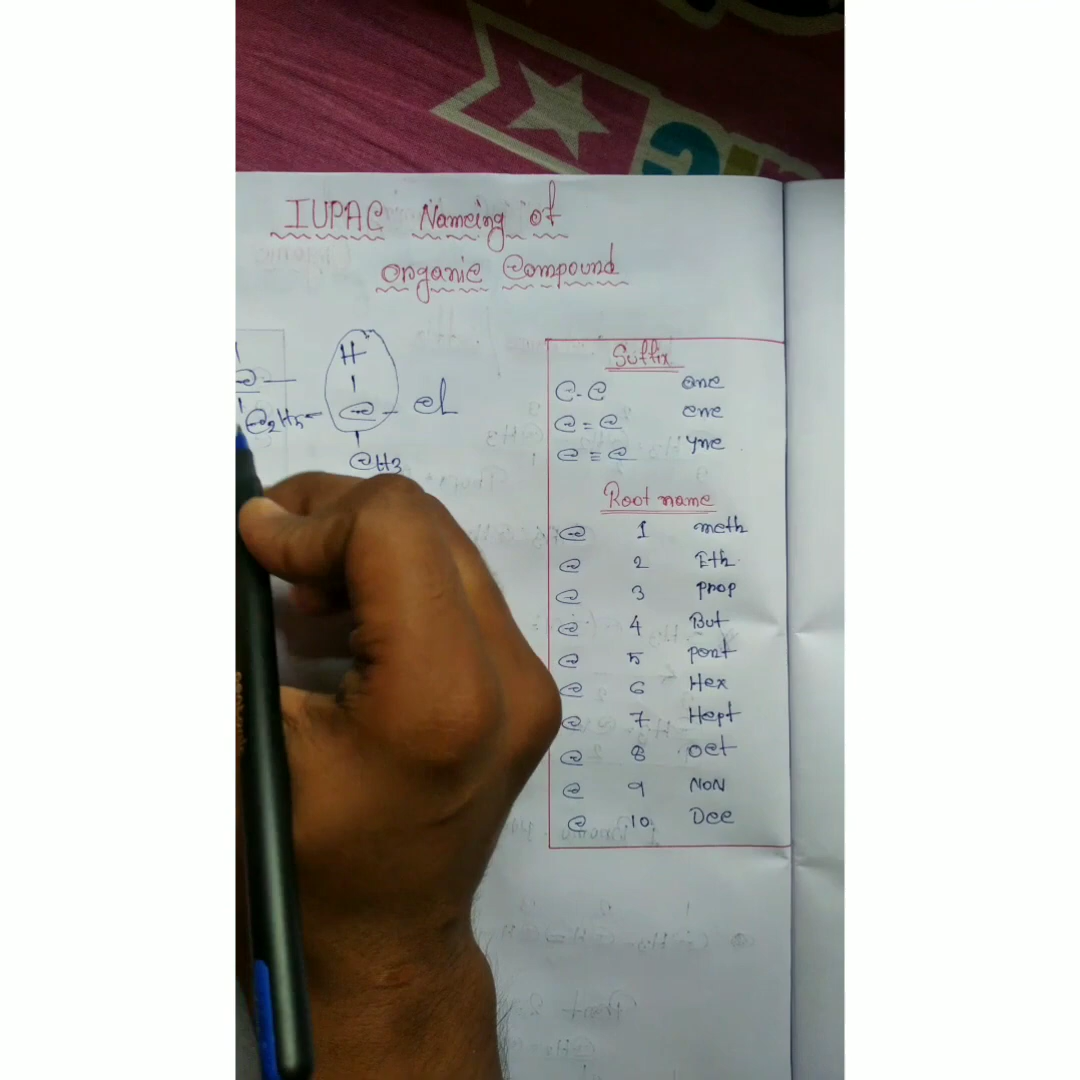 IUPAC Nameing of
Organic Compound
H
C
C2H5 - C - Cl
CH3
Suffix
C - C ane
C = C ene
C ≡ C yne
Root name
C 1 meth
C 2 Eth
C 3 prop
C 4 But
C 5 pent
C 6 Hex
C 7 Hept
C 8 oct
C 9 NON
C 10 Dec